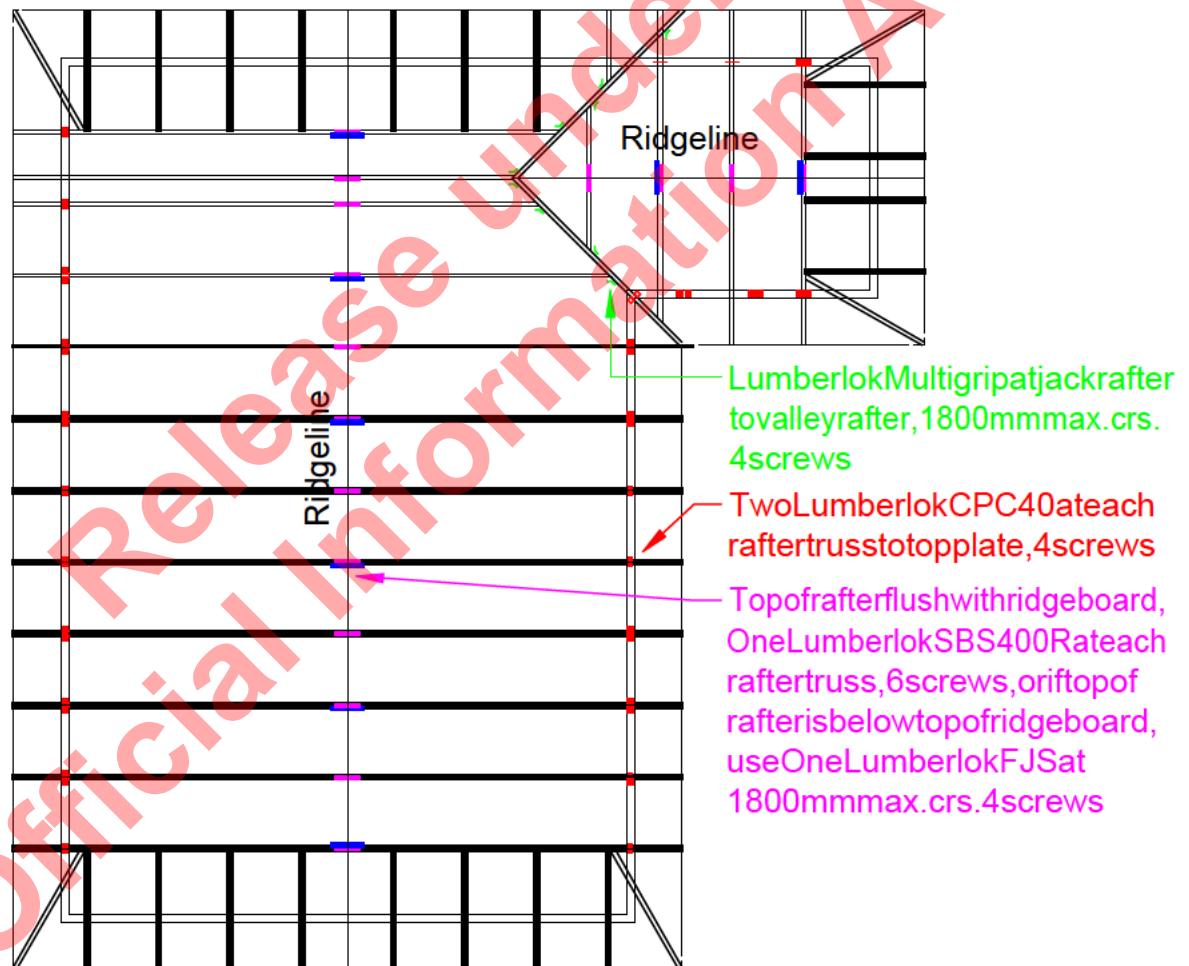 Ridgeline
Ridgeline
LumberlokMultigripatjackrafter
tovalleyrafter,1800mmmax.crs.
4screws
TwoLumberlokCPC40ateach
raftertrusstotopplate,4screws
Topofrafterflushwithridgeboard,
OneLumberlokSBS400Rateach
raftertruss,6screws,oriftopof
rafterisbelowtopofridgeboard,
useOneLumberlokFJSat
1800mmmax.crs.4screws
Release under
Official Information A